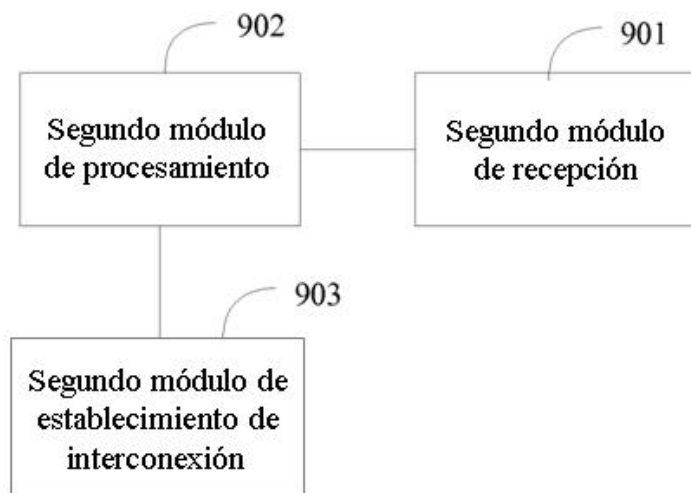 902
901
Segundo módulo
de procesamiento
Segundo módulo
de recepción
903
Segundo módulo de
establecimiento de
interconexión